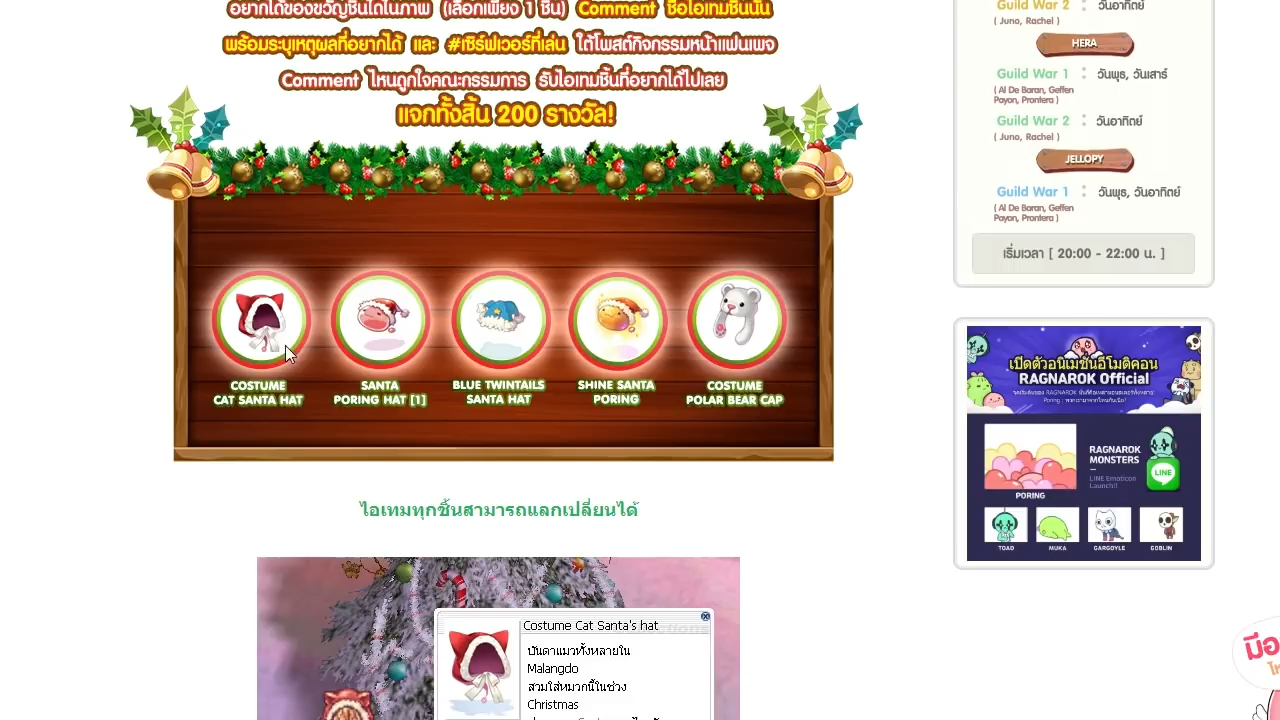 อยากได้ของขวัญชิ้นใดในภาพ (เลือกเพียง 1 ชิ้น) Comment ชื่อไอเทมชิ้นนั้น
พร้อมระบุเหตุผลที่อยากได้ และ #เซิร์ฟเวอร์ที่เล่น ใต้โพสต์กิจกรรมหน้าแฟนเพจ
Comment ไหนถูกใจคณะกรรมการ รับไอเทมชิ้นที่อยากได้ไปเลย
แจกทั้งสิ้น 200 รางวัล!
COSTUME
CAT SANTA HAT
SANTA
PORING HAT [1]
BLUE TWINTAILS
SANTA HAT
SHINE SANTA
PORING
COSTUME
POLAR BEAR CAP
ไอเทมทุกชิ้นสามารถแลกเปลี่ยนได้
Costume Cat Santa's hat
บันดาแมวทั้งหลายใน
Malangdo
สวมใส่หมวกนี้ในช่วง
Christmas
Guild War 2 : วันอาทิตย์
( Juno, Rachel )
HERA
Guild War 1 : วันพุธ, วันเสาร์
( Al De Baran, Geffen
Payon, Prontera )
Guild War 2 : วันอาทิตย์
( Juno, Rachel )
JELLOPY
Guild War 1 : วันพุธ, วันอาทิตย์
( Al De Baran, Geffen
Payon, Prontera )
เริ่มเวลา [ 20:00 - 22:00 น. ]
เปิดตัวอนิเมชั่นอีโมติคอน
RAGNAROK Official
RAGNAROK
MONSTERS
LINE Emoticon
Launch!!
LINE
PORING
TOAD
MUKA
GARGOYLE
GOBLIN
มีอ